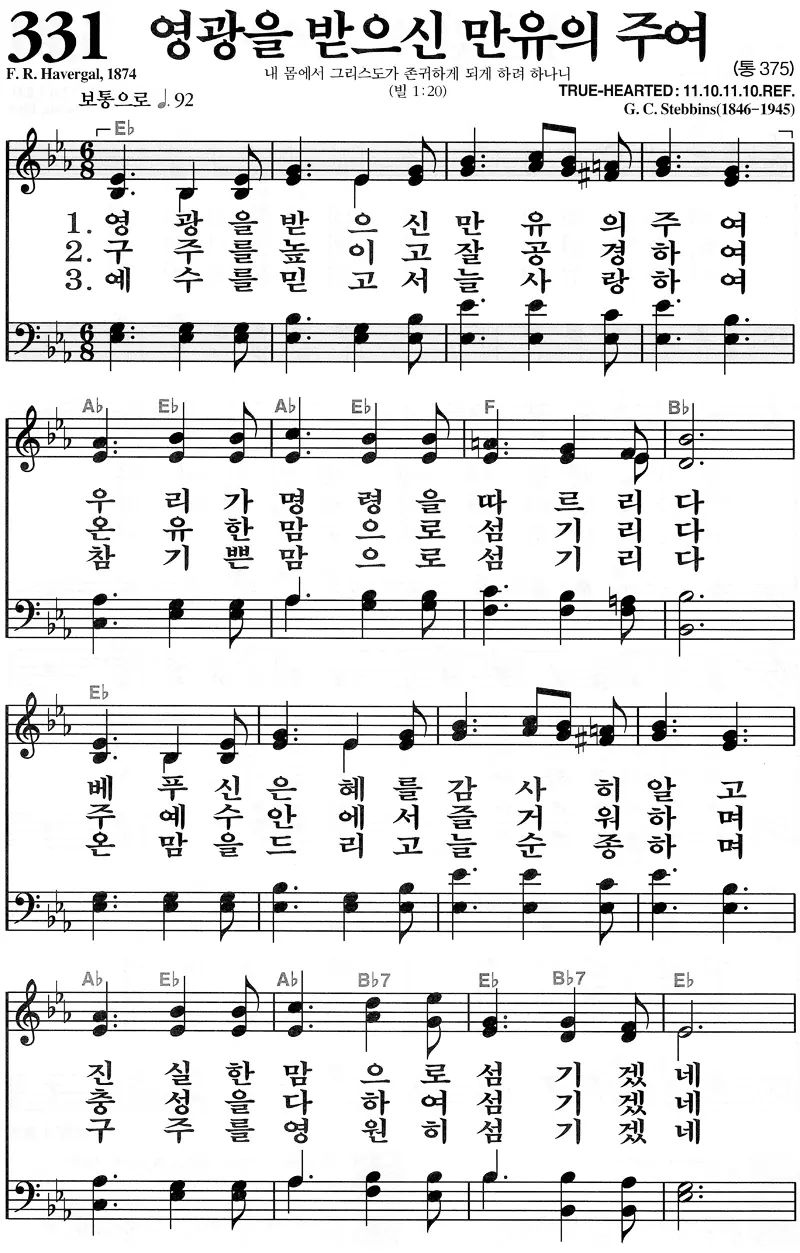 331 영광을 받으신 만유의 주여
(통 375)
F. R. Havergal, 1874
내 몸에서 그리스도가 존귀하게 되게 하려 하나니
(빌 1:20)
TRUE-HEARTED: 11.10.11.10.REF.
보통으로 ♩. 92
G. C. Stebbins(1846-1945)
E♭
6 8
1. 영 광 을 받 으 신 만 유 의 주 여
2. 구 주 를 높 이 고 잘 공 경 하 여
3. 예 수 를 믿 고 서 늘 사 랑 하 여
6 8
A♭ E♭ A♭ E♭ F B♭
우 리 가 명 령 을 따 르 리 다
온 유 한 맘 으 로 섬 기 리 다
참 기 쁜 맘 으 로 섬 기 리 다
E♭
베 푸 신 은 혜 를 감 사 히 알 고
주 예 수 안 에 서 즐 거 워 하 며
온 맘 을 드 리 고 늘 순 종 하 며
A♭ E♭ A♭ B♭7 E♭ B♭7 E♭
진 실 한 맘 으 로 섬 기 겠 네
충 성 을 다 하 여 섬 기 겠 네
구 주 를 영 원 히 섬 기 겠 네